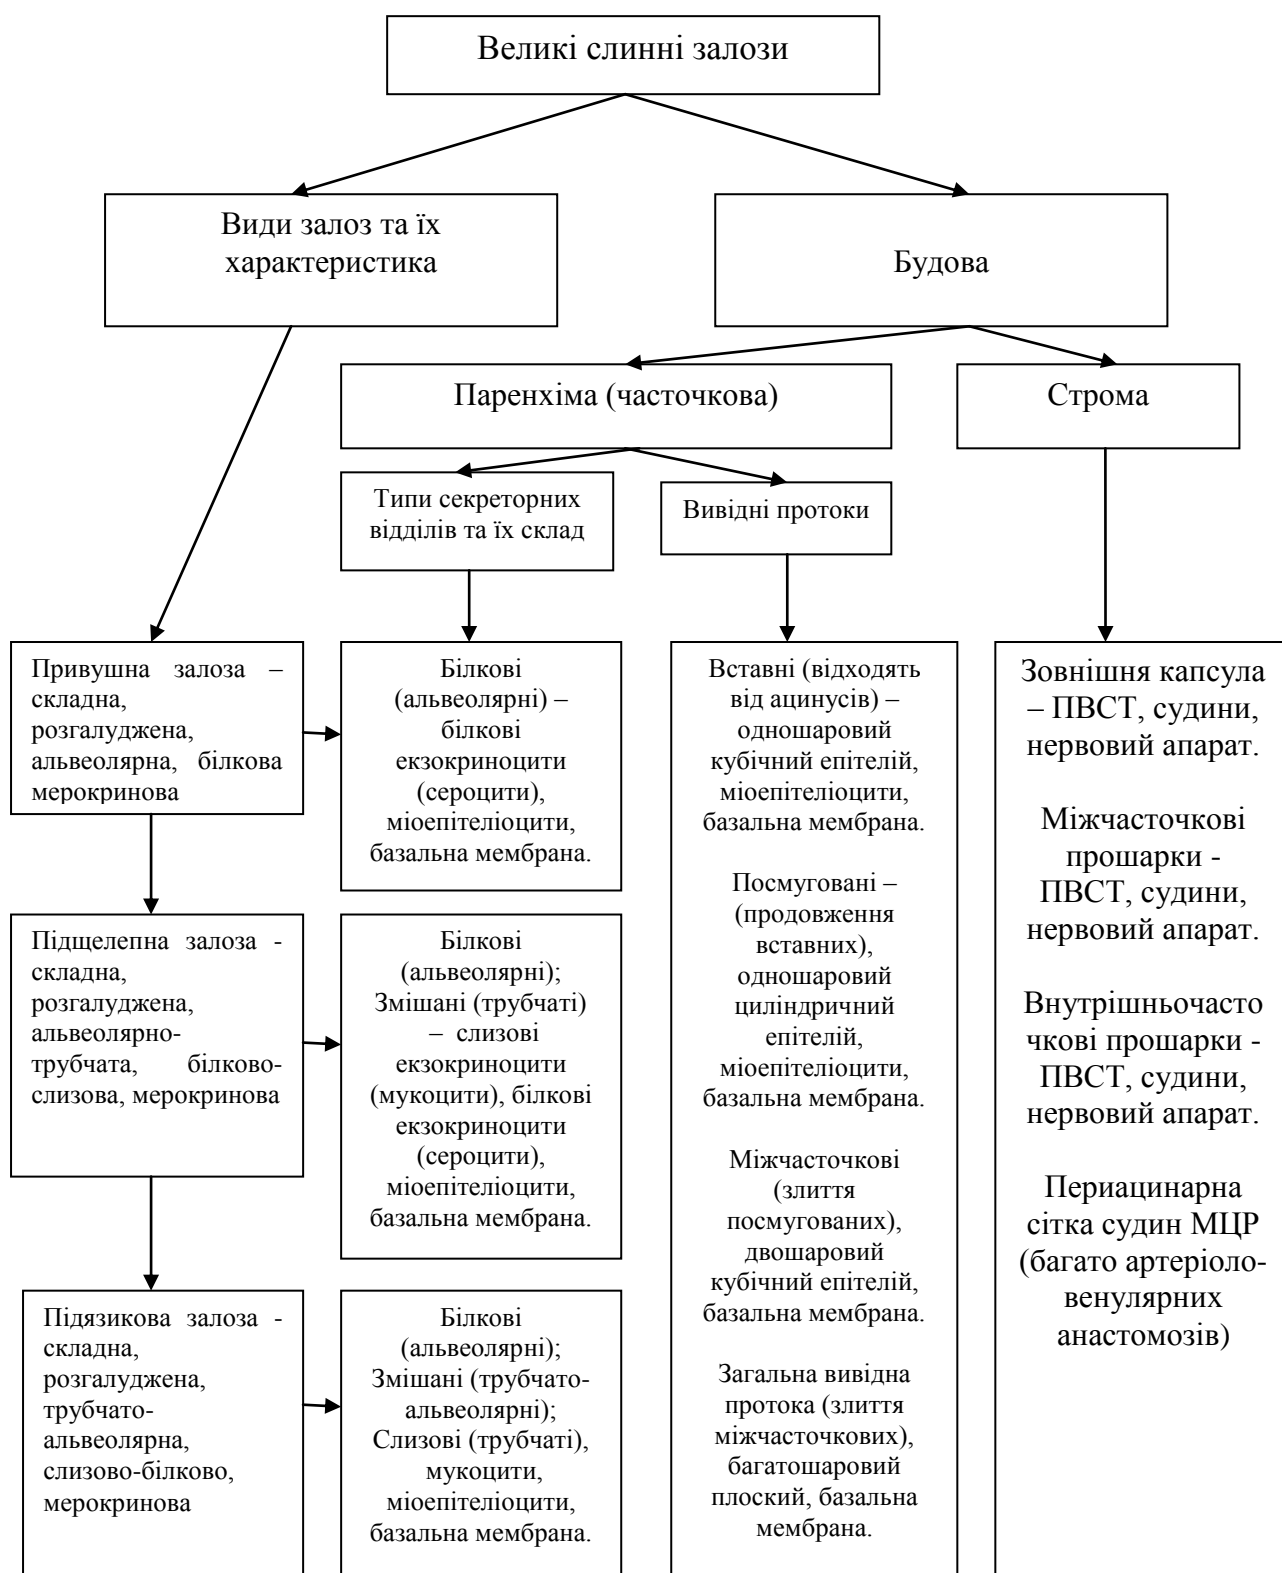 Великі слинні залози
Види залоз та їх
характеристика
Будова
Паренхіма (часточкова)
Строма
Типи секреторних
відділів та їх склад
Вивідні протоки
Привушна залоза –
складна,
розгалуджена,
альвеолярна, білкова
мерокринова
Білкові
(альвеолярні) –
білкові
екзокриноцити
(сероцити),
міоепітеліоцити,
базальна мембрана.
Підщелепна залоза -
складна,
розгалуджена,
альвеолярно-
трубчата, білково-
слизова, мерокринова
Білкові
(альвеолярні);
Змішані (трубчаті)
– слизові
екзокриноцити
(мукоцити), білкові
екзокриноцити
(сероцити),
міоепітеліоцити,
базальна мембрана.
Підязикова залоза -
складна,
розгалуджена,
трубчато-
альвеолярна,
слизово-білково,
мерокринова
Білкові
(альвеолярні);
Змішані (трубчато-
альвеолярні);
Слизові (трубчаті),
мукоцити,
міоепітеліоцити,
базальна мембрана.
Вставні (відходять
від ацинусів) –
одношаровий
кубічний епітелій,
міоепітеліоцити,
базальна мембрана.
Посмуговані –
(продовження
вставних),
одношаровий
циліндричний
епітелій,
міоепітеліоцити,
базальна мембрана.
Міжчасточкові
(злиття
посмугованих),
двошаровий
кубічний епітелій,
базальна мембрана.
Загальна вивідна
протока (злиття
міжчасточкових),
багатошаровий
плоский, базальна
мембрана.
Зовнішня капсула
– ПВСТ, судини,
нервовий апарат.
Міжчасточкові
прошарки -
ПВСТ, судини,
нервовий апарат.
Внутрішньочасто
чкові прошарки -
ПВСТ, судини,
нервовий апарат.
Периацинарна
сітка судин МЦР
(багато артеріоло-
венулярних
анастомозів)